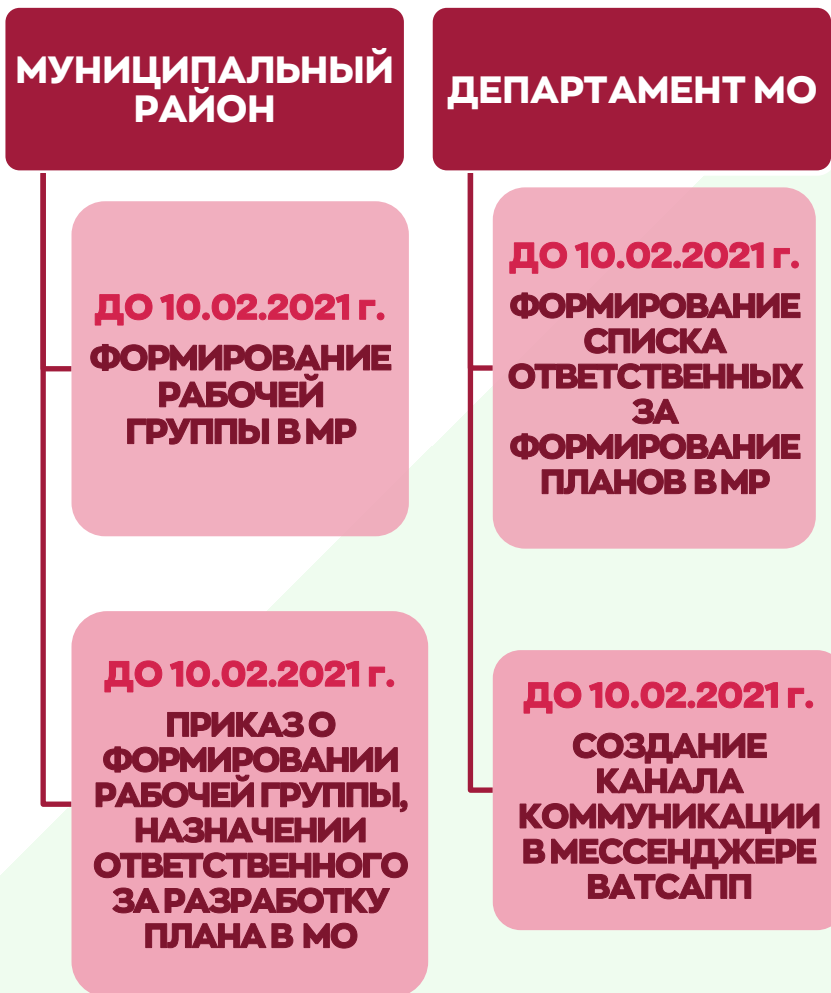 МУНИЦИПАЛЬНЫЙ
РАЙОН
ДО 10.02.2021 г.
ФОРМИРОВАНИЕ
РАБОЧЕЙ
ГРУППЫ В МР
ДО 10.02.2021 г.
ПРИКАЗ О
ФОРМИРОВАНИИ
РАБОЧЕЙ ГРУППЫ,
НАЗНАЧЕНИИ
ОТВЕТСТВЕННОГО
ЗА РАЗРАБОТКУ
ПЛАНА В МО
ДЕПАРТАМЕНТ МО
ДО 10.02.2021 г.
ФОРМИРОВАНИЕ
СПИСКА
ОТВЕТСТВЕННЫХ
ЗА
ФОРМИРОВАНИЕ
ПЛАНОВ В МР
ДО 10.02.2021 г.
СОЗДАНИЕ
КАНАЛА
КОММУНИКАЦИИ
В МЕССЕНДЖЕРЕ
ВАТСАПП